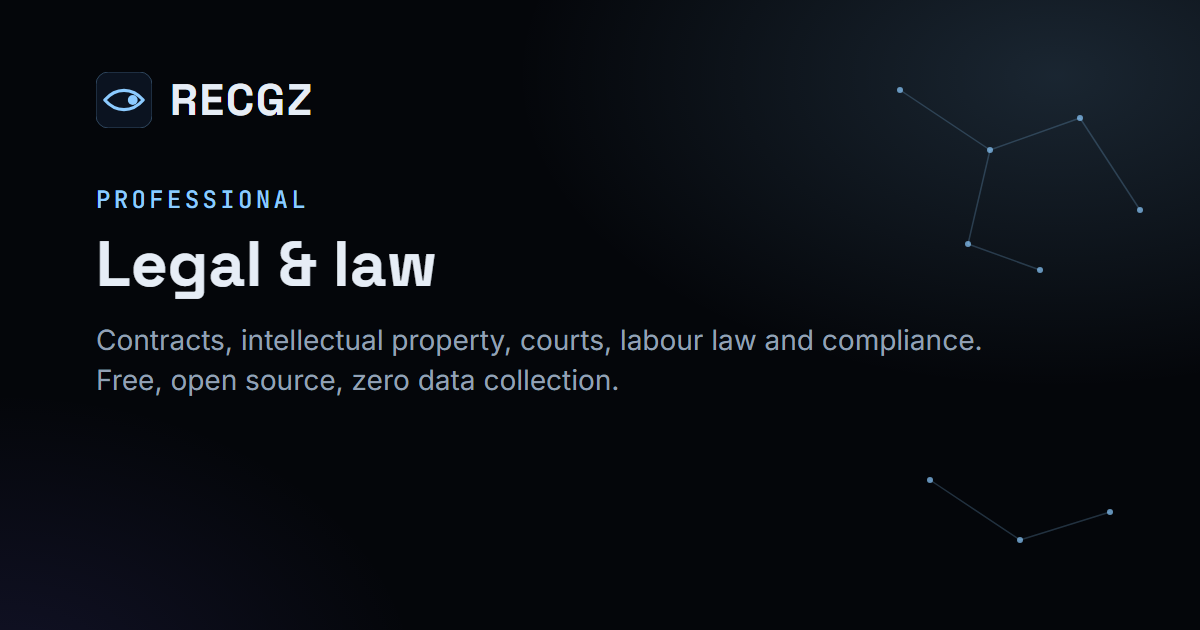 RECGZ
PROFESSIONAL
Legal & law
Contracts, intellectual property, courts, labour law and compliance.
Free, open source, zero data collection.